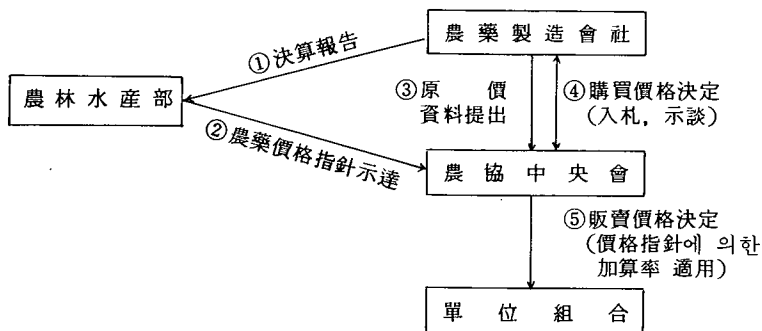 農藥製造會社
①決算報告
農林水産部
③原價
資料提出
④購買價格決定
(入札, 示談)
②農藥價格指針示達
農協中央會
⑤販賣價格決定
(價格指針에 의한
加算率 適用)
單位組合